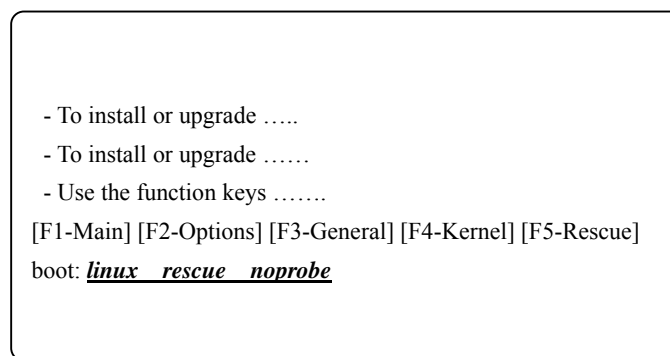 - To install or upgrade …..
- To install or upgrade ……
- Use the function keys …….
[F1-Main] [F2-Options] [F3-General] [F4-Kernel] [F5-Rescue]
boot: linux rescue noprobe